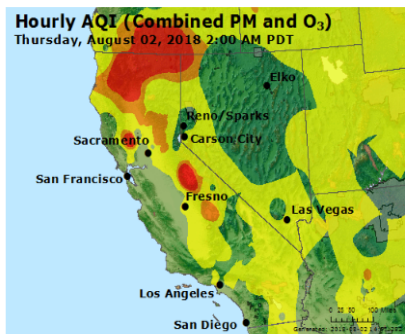 Hourly AQI (Combined PM and O₃)
Thursday, August 02, 2018 2:00 AM PDT
Elko
Reno/Sparks
Carson City
Sacramento
San Francisco
Fresno
Las Vegas
Los Angeles
San Diego